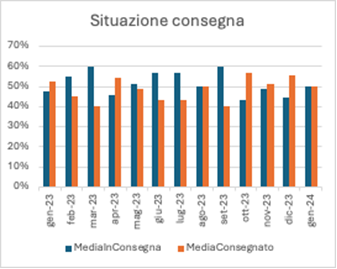 Situazione consegna
70%
60%
50%
40%
30%
20%
10%
0%
gen-23
feb-23
mar-23
apr-23
mag-23
giu-23
lug-23
ago-23
set-23
ott-23
nov-23
dic-23
gen-24
MediaInConsegna
MediaConsegnato